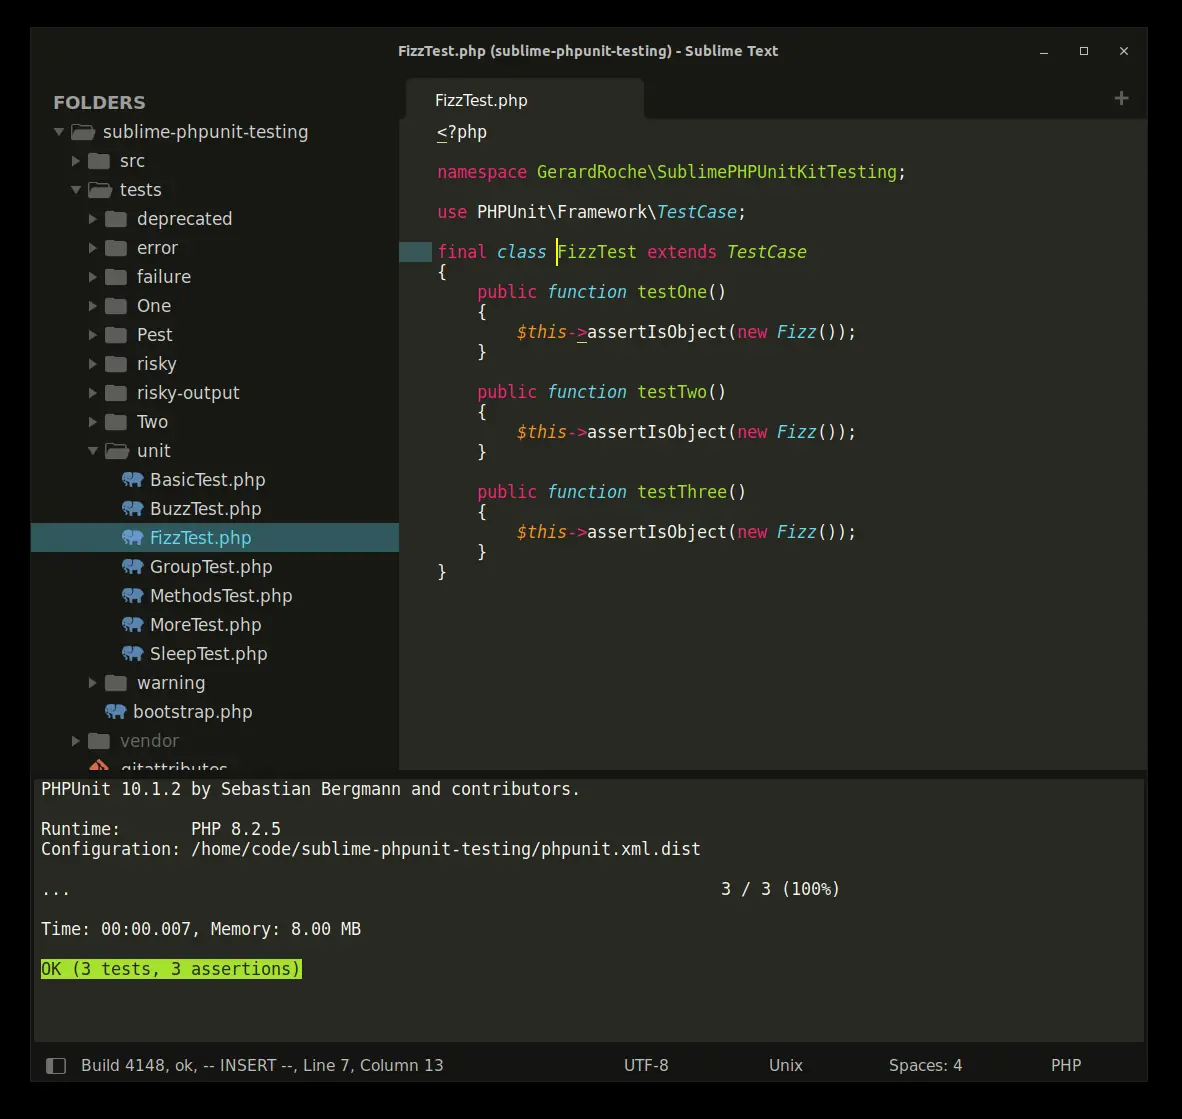 FizzTest.php (sublime-phpunit-testing) - Sublime Text
FOLDERS
sublime-phpunit-testing
src
tests
deprecated
error
failure
One
Pest
risky
risky-output
Two
unit
BasicTest.php
BuzzTest.php
FizzTest.php
GroupTest.php
MethodsTest.php
MoreTest.php
SleepTest.php
warning
bootstrap.php
vendor
.gitattributes
FizzTest.php
<?php
namespace GerardRoche\SublimePHPUnitKitTesting;
use PHPUnit\Framework\TestCase;
final class FizzTest extends TestCase
{
    public function testOne()
    {
        $this->assertIsObject(new Fizz());
    }
    public function testTwo()
    {
        $this->assertIsObject(new Fizz());
    }
    public function testThree()
    {
        $this->assertIsObject(new Fizz());
    }
}
PHPUnit 10.1.2 by Sebastian Bergmann and contributors.
Runtime:       PHP 8.2.5
Configuration: /home/code/sublime-phpunit-testing/phpunit.xml.dist
...                                                                 3 / 3 (100%)
Time: 00:00.007, Memory: 8.00 MB
OK (3 tests, 3 assertions)
Build 4148, ok, -- INSERT --, Line 7, Column 13 UTF-8 Unix Spaces: 4 PHP